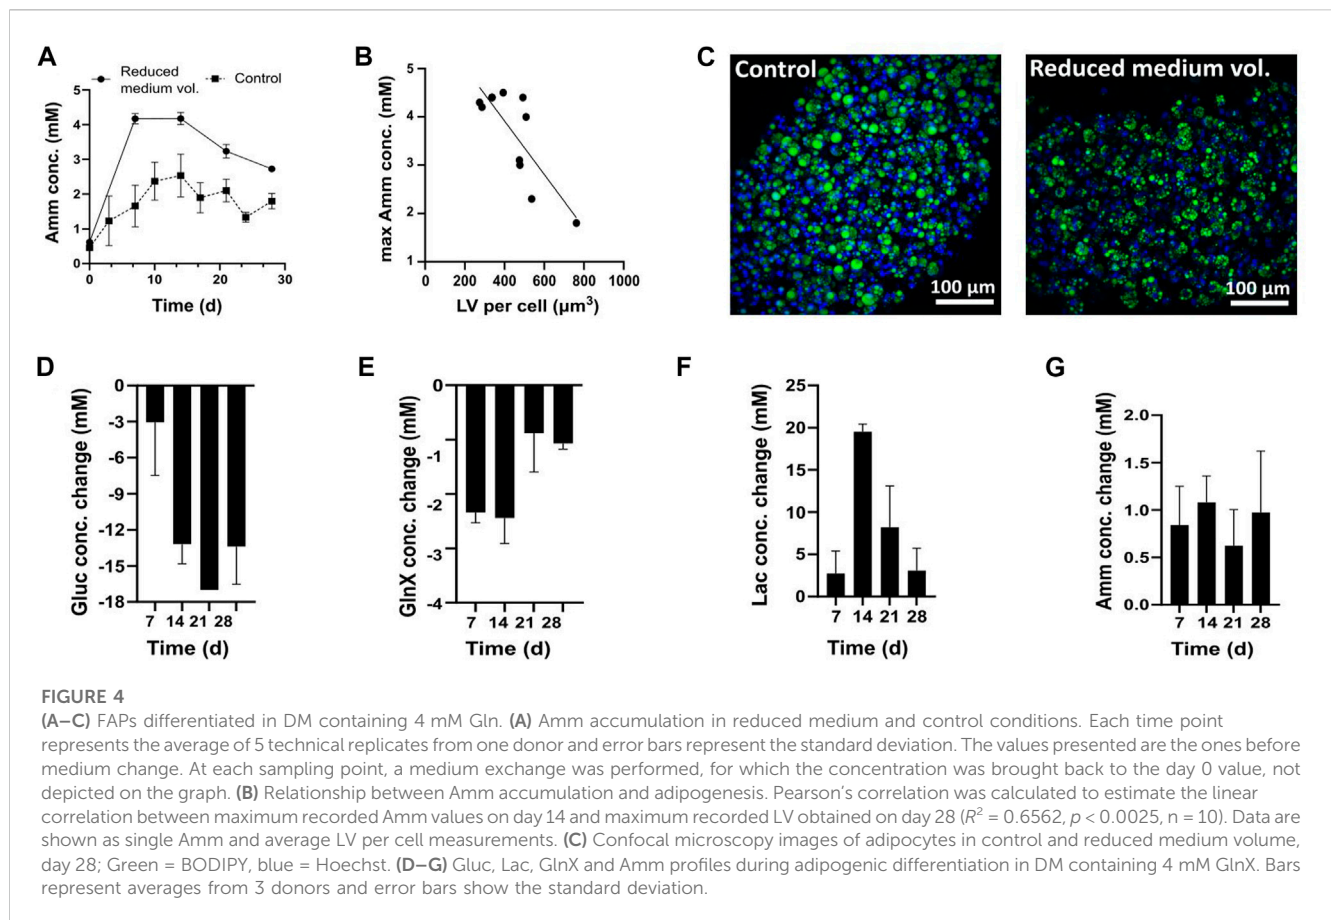 A
Reduced
medium vol.
Control
Amm conc. (mM)
5
4
3
2
1
0
0
10
20
30
Time (d)
B
max Amm conc. (mM)
5
4
3
2
1
0
200
400
600
800
1000
LV per cell (µm³)
C
Control
100 µm
Reduced medium vol.
100 µm
D
Gluc conc. change (mM)
0
-3
-6
-9
-12
-15
-18
7 14 21 28
Time (d)
E
GlnX conc. change (mM)
0
-1
-2
-3
-4
7 14 21 28
Time (d)
F
Lac conc. change (mM)
25
20
15
10
5
0
7 14 21 28
Time (d)
G
Amm conc. change (mM)
2.0
1.5
1.0
0.5
0.0
7 14 21 28
Time (d)
FIGURE 4
(A–C) FAPs differentiated in DM containing 4 mM Gln. (A) Amm accumulation in reduced medium and control conditions. Each time point
represents the average of 5 technical replicates from one donor and error bars represent the standard deviation. The values presented are the ones before
medium change. At each sampling point, a medium exchange was performed, for which the concentration was brought back to the day 0 value, not
depicted on the graph. (B) Relationship between Amm accumulation and adipogenesis. Pearson's correlation was calculated to estimate the linear
correlation between maximum recorded Amm values on day 14 and maximum recorded LV obtained on day 28 (R² = 0.6562, p < 0.0025, n = 10). Data are
shown as single Amm and average LV per cell measurements. (C) Confocal microscopy images of adipocytes in control and reduced medium volume,
day 28; Green = BODIPY, blue = Hoechst. (D–G) Gluc, Lac, GlnX and Amm profiles during adipogenic differentiation in DM containing 4 mM GlnX. Bars
represent averages from 3 donors and error bars show the standard deviation.